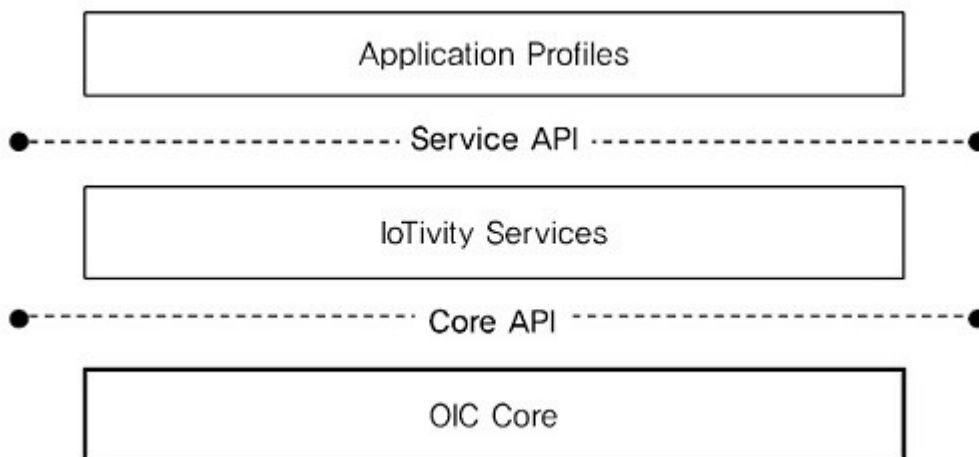 Application Profiles
Service API
IoTivity Services
Core API
OIC Core